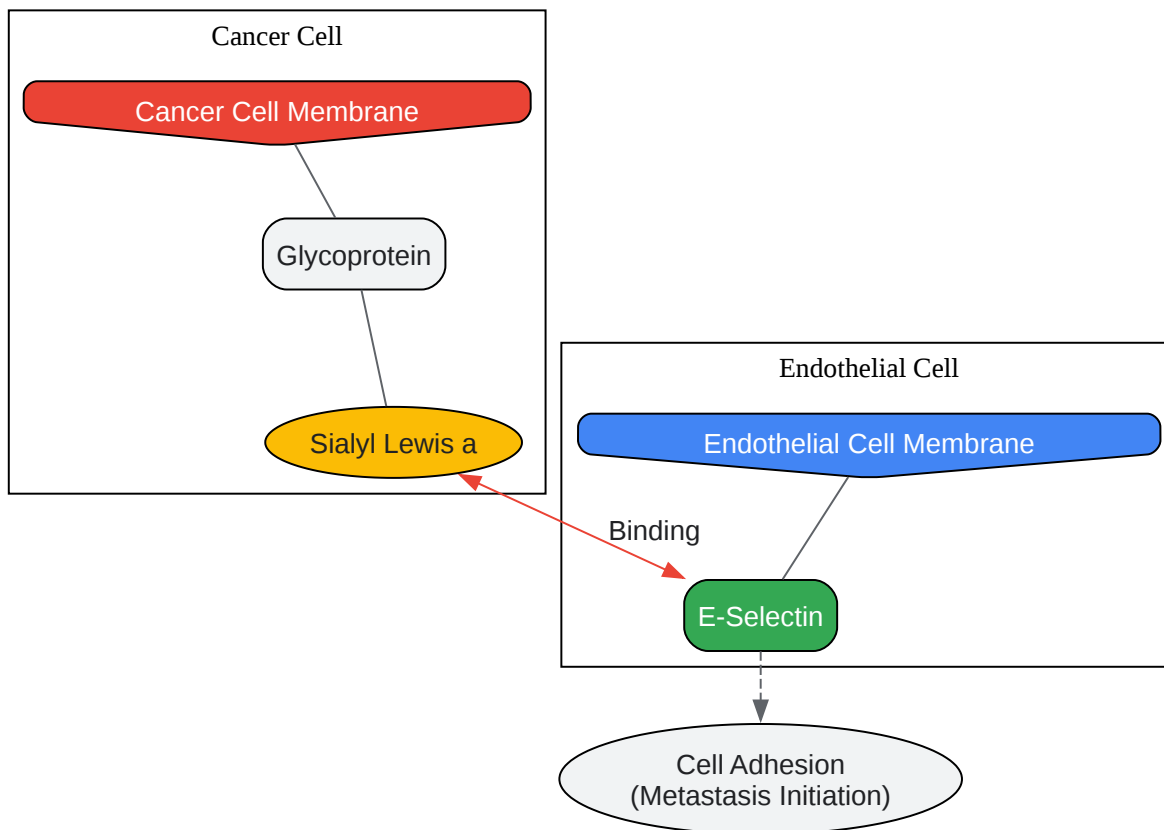 Cancer Cell
Cancer Cell Membrane
Glycoprotein
Sialyl Lewis a
Endothelial Cell
Endothelial Cell Membrane
Binding
E-Selectin
Cell Adhesion
(Metastasis Initiation)